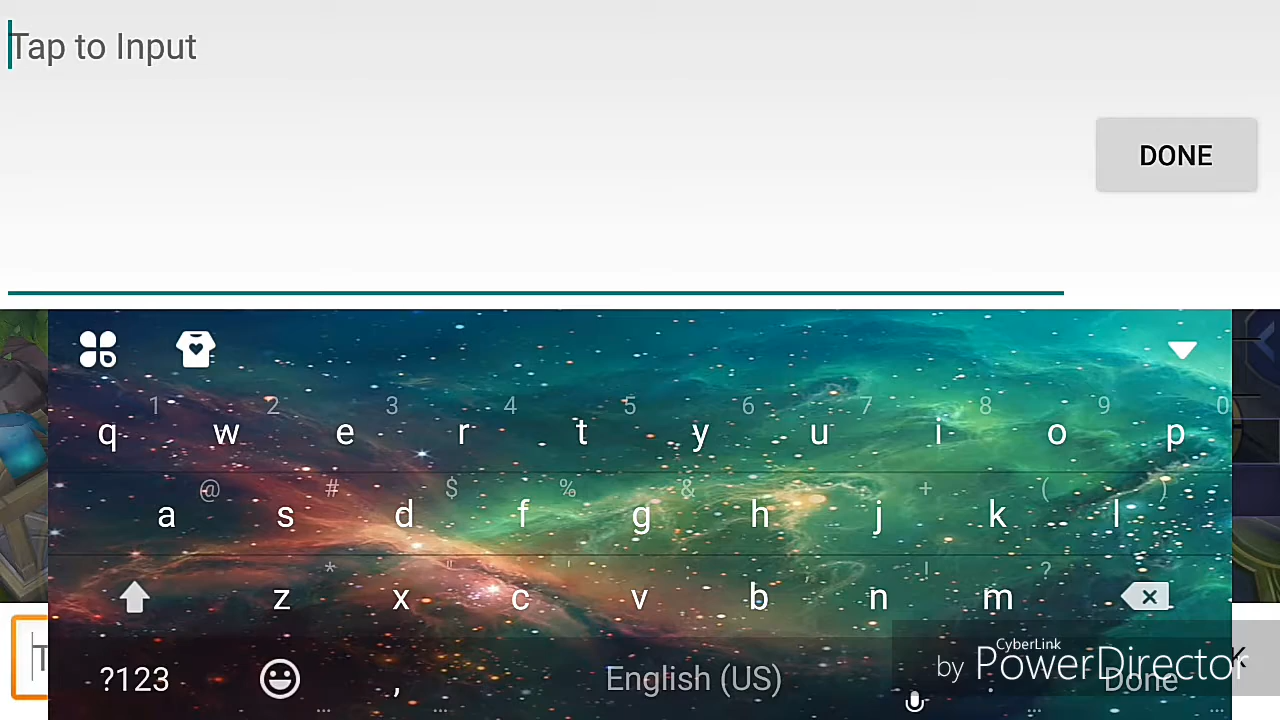 Tap to Input
DONE
1 2 3 4 5 6 7 8 9 0
q w e r t y u i o p
@ # $ % & + ( )
a s d f g h j k l
* " ' ! ?
z x c v b n m
?123 , English (US) . Done
CyberLink
by PowerDirector